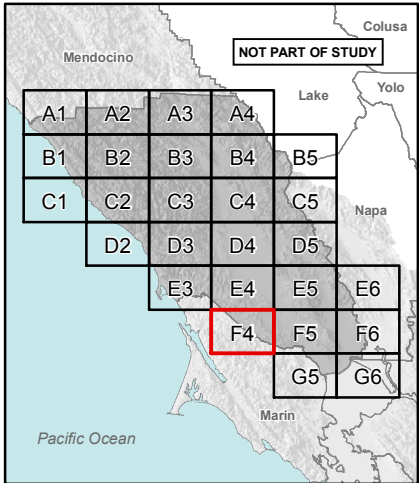 Colusa
Mendocino
NOT PART OF STUDY
Lake
Yolo
A1 A2 A3 A4
B1 B2 B3 B4 B5
C1 C2 C3 C4 C5
Napa
D2 D3 D4 D5
E3 E4 E5 E6
F4 F5 F6
G5 G6
Marin
Pacific Ocean